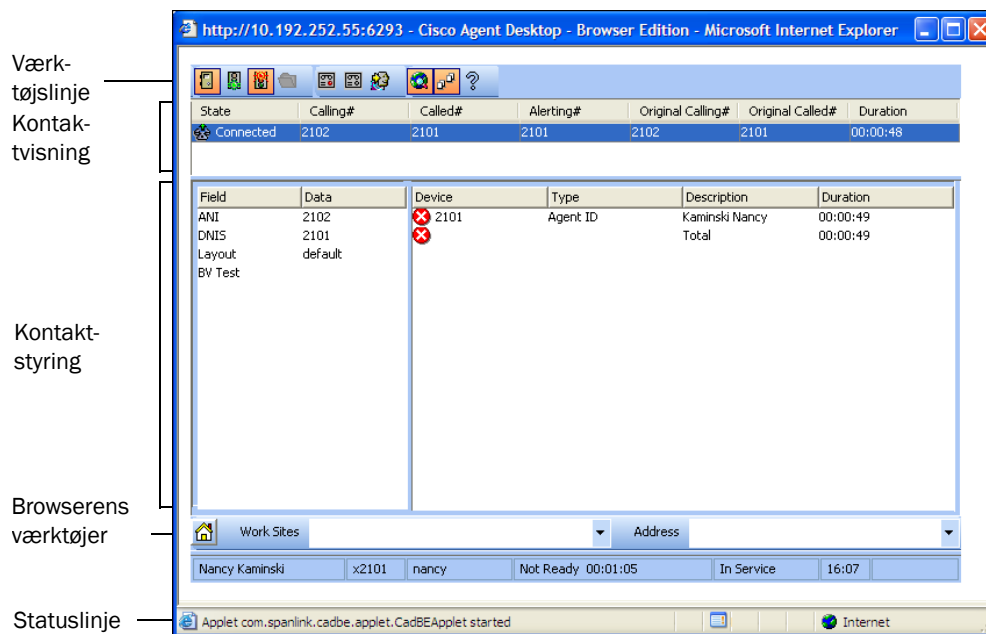 http://10.192.252.55:6293 - Cisco Agent Desktop - Browser Edition - Microsoft Internet Explorer
Værk-
tøjslinje
Kontak-
tvisning
State Calling# Called# Alerting# Original Calling# Original Called# Duration
Connected 2102 2101 2101 2102 2101 00:00:48
Kontakt-
styring
Field Data
ANI 2102
DNIS 2101
Layout default
BV Test
Device Type Description Duration
2101 Agent ID Kaminski Nancy 00:00:49
Total 00:00:49
Browserens
værktøjer
Work Sites Address
Nancy Kaminski x2101 nancy Not Ready 00:01:05 In Service 16:07
Statuslinje
Applet com.spanlink.cadbe.applet.CadBEApplet started Internet